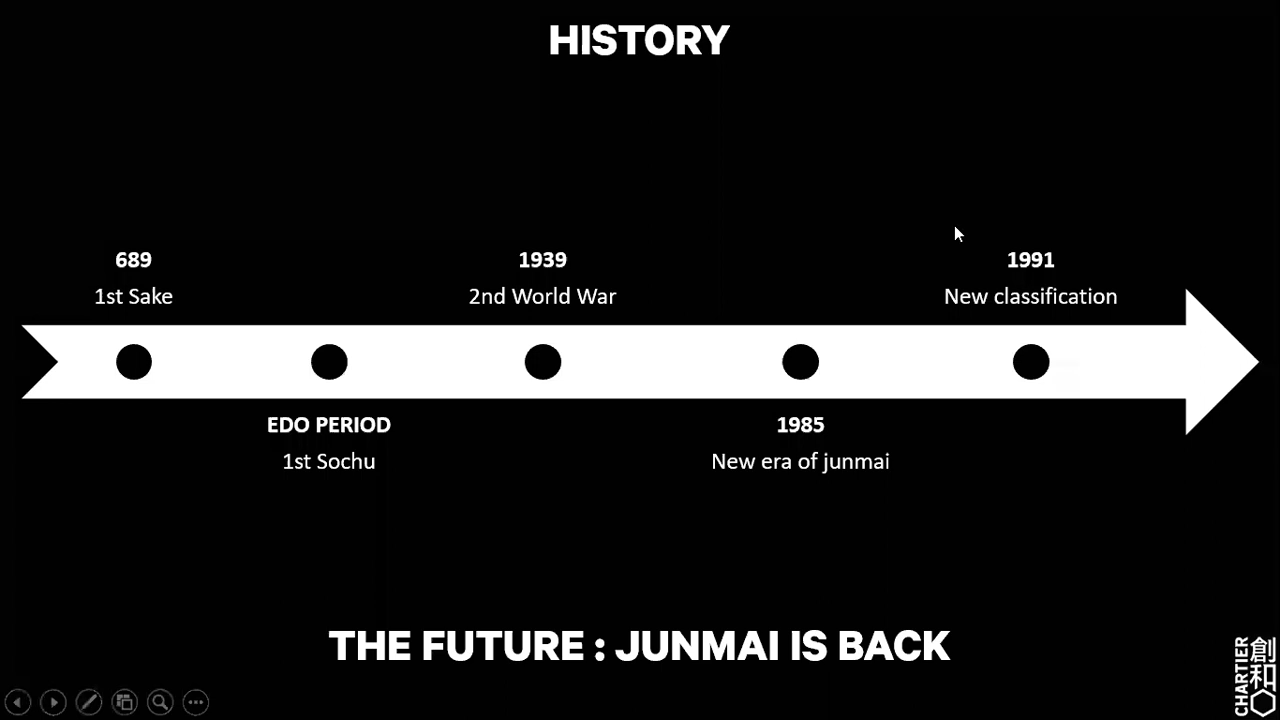 HISTORY
689
1st Sake
1939
2nd World War
1991
New classification
EDO PERIOD
1st Sochu
1985
New era of junmai
THE FUTURE : JUNMAI IS BACK
CHARTIER
創和